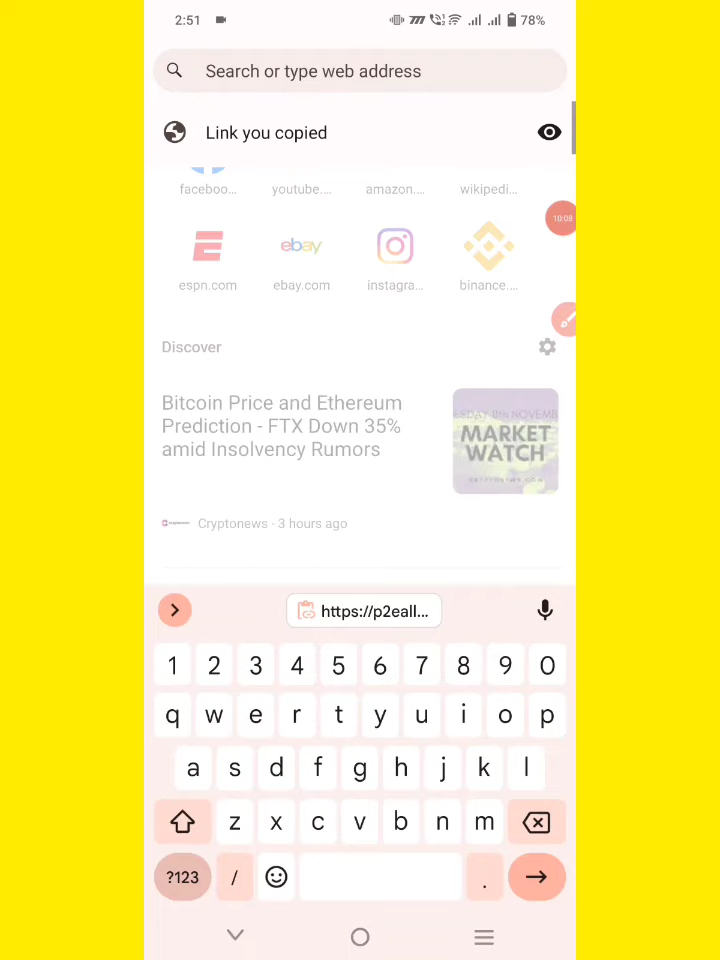 2:51
78%
Search or type web address
Link you copied
faceboo... youtube.... amazon.... wikipedi...
10:08
espn.com ebay.com instagra... binance....
ebay
Discover
Bitcoin Price and Ethereum
Prediction - FTX Down 35%
amid Insolvency Rumors
MARKET
WATCH
Cryptonews · 3 hours ago
https://p2eall...
1 2 3 4 5 6 7 8 9 0
q w e r t y u i o p
a s d f g h j k l
z x c v b n m
?123 / .